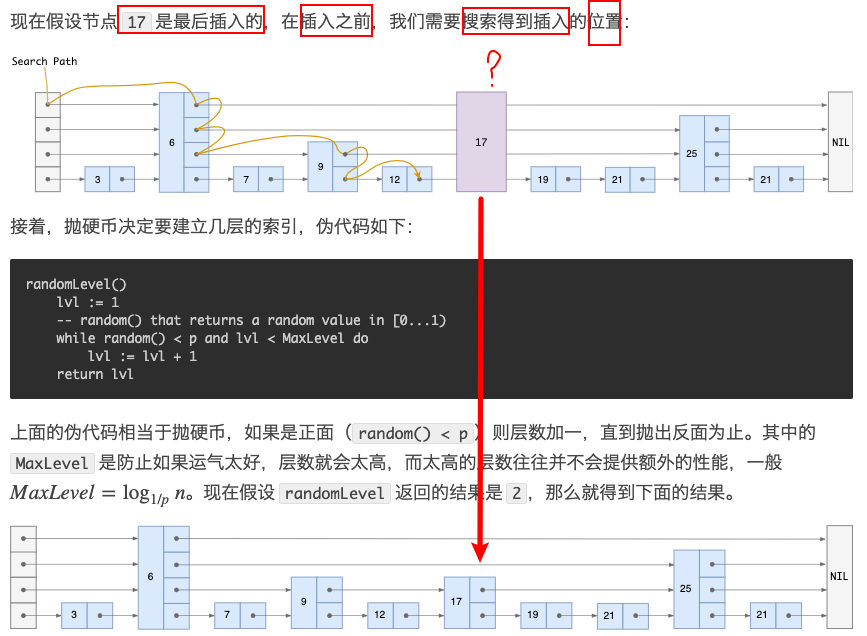 现在假设节点 17 是最后插入的，在插入之前，我们需要搜索得到插入的位置：
Search Path
?
6
17
25
NIL
9
3
7
12
19
21
21
接着，抛硬币决定要建立几层的索引，伪代码如下：
randomLevel()
lvl := 1
-- random() that returns a random value in [0...1)
while random() < p and lvl < MaxLevel do
lvl := lvl + 1
return lvl
上面的伪代码相当于抛硬币，如果是正面（ random() < p ）则层数加一，直到抛出反面为止。其中的
MaxLevel 是防止如果运气太好，层数就会太高，而太高的层数往往并不会提供额外的性能，一般
MaxLevel = log1/p n。现在假设 randomLevel 返回的结果是 2 ，那么就得到下面的结果。
6
NIL
25
9
17
3
7
12
19
21
21